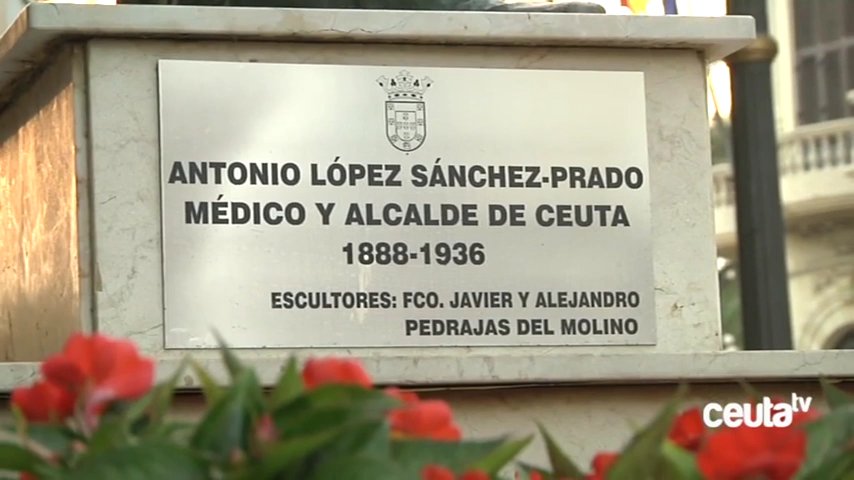 ANTONIO LÓPEZ SÁNCHEZ-PRADO
MÉDICO Y ALCALDE DE CEUTA
1888-1936
ESCULTORES: FCO. JAVIER Y ALEJANDRO
PEDRAJAS DEL MOLINO
ceutatv